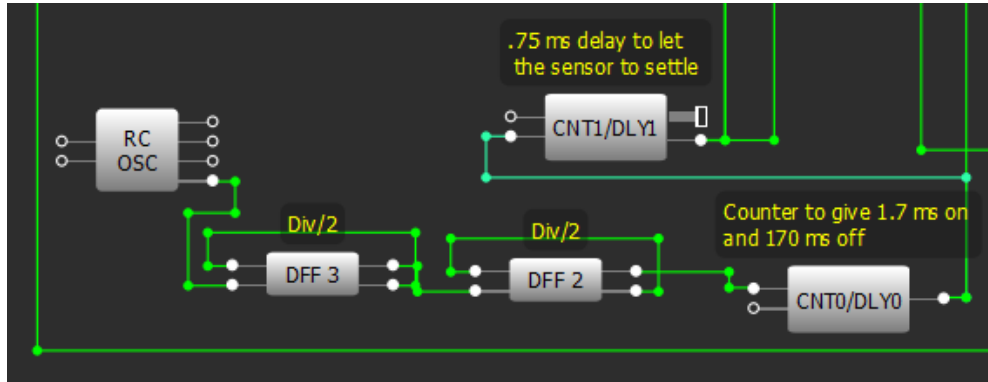 .75 ms delay to let
the sensor to settle
RC
OSC
CNT1/DLY1
Div/2
Div/2
Counter to give 1.7 ms on
and 170 ms off
DFF 3
DFF 2
CNT0/DLY0